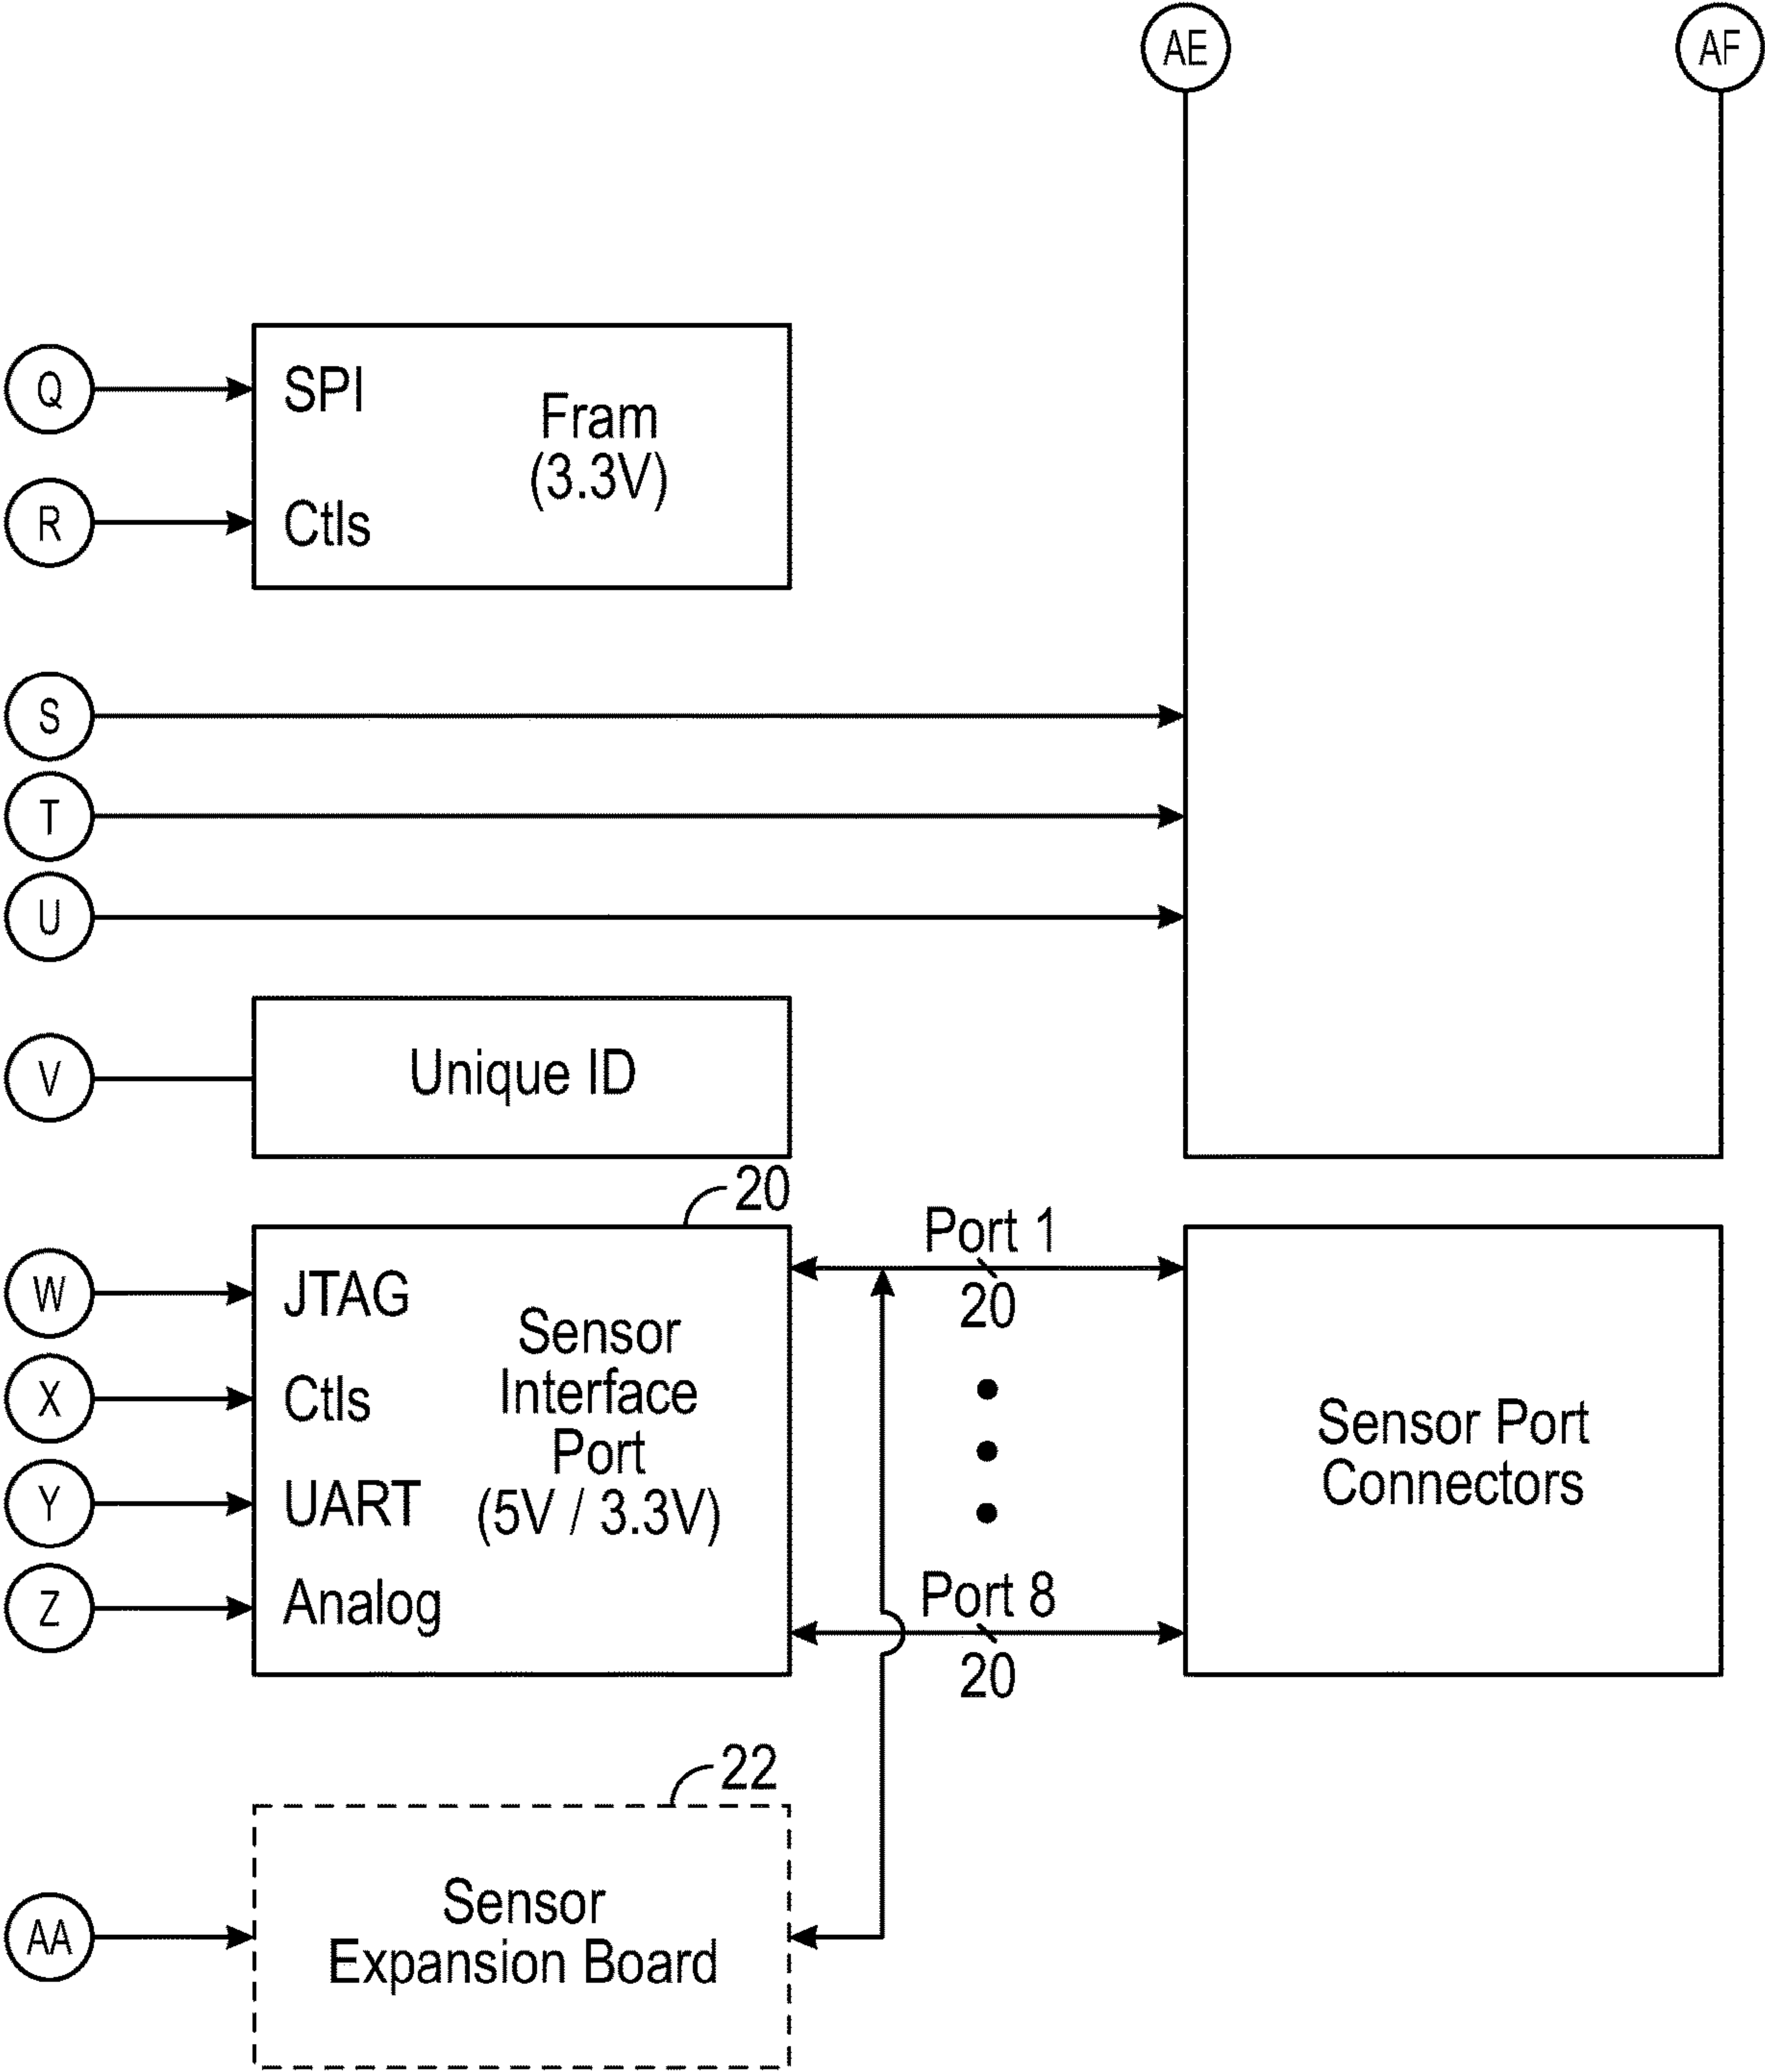 AE
AF
Q
SPI
Fram
(3.3V)
R
Ctls
S
T
U
V
Unique ID
20
W
JTAG
X
Ctls
Y
UART
Z
Analog
Sensor
Interface
Port
(5V / 3.3V)
Port 1
20
Port 8
20
Sensor Port
Connectors
22
AA
Sensor
Expansion Board